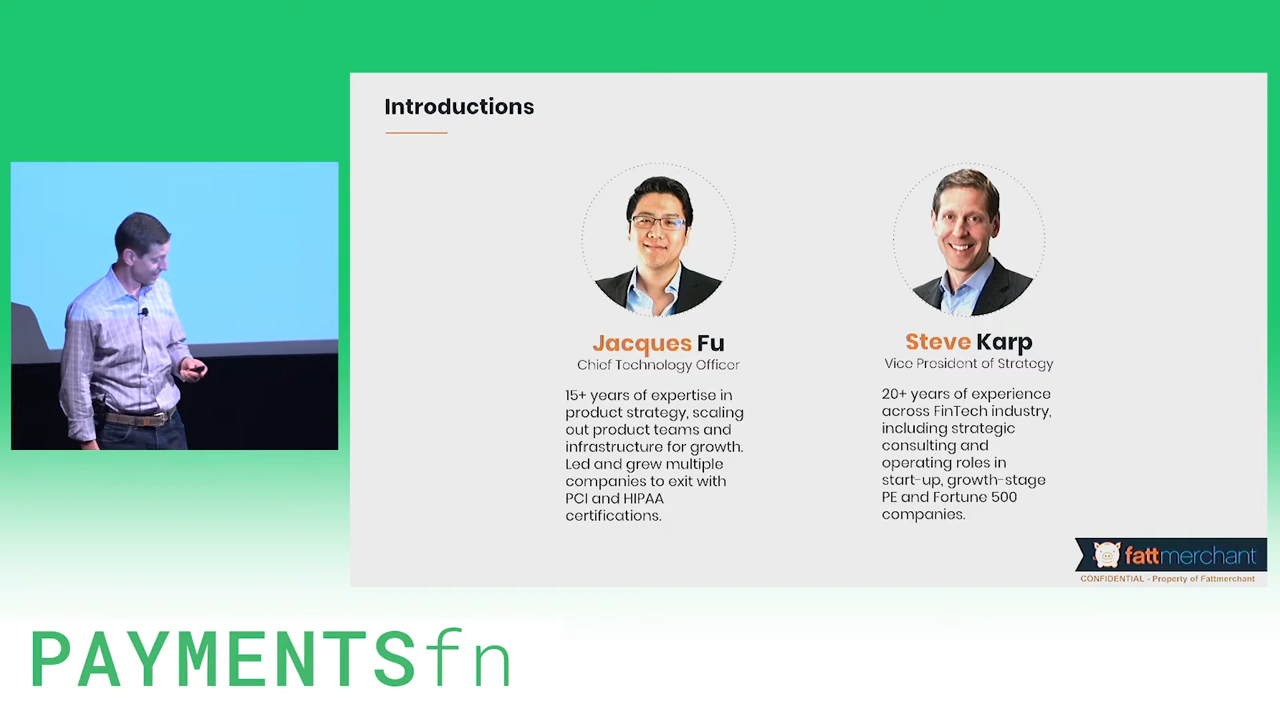 Introductions
Jacques Fu
Chief Technology Officer
15+ years of expertise in
product strategy, scaling
out product teams and
infrastructure for growth.
Led and grew multiple
companies to exit with
PCI and HIPAA
certifications.
Steve Karp
Vice President of Strategy
20+ years of experience
across FinTech industry,
including strategic
consulting and
operating roles in
start-up, growth-stage
PE and Fortune 500
companies.
fattmerchant
CONFIDENTIAL - Property of Fattmerchant
PAYMENTSfn